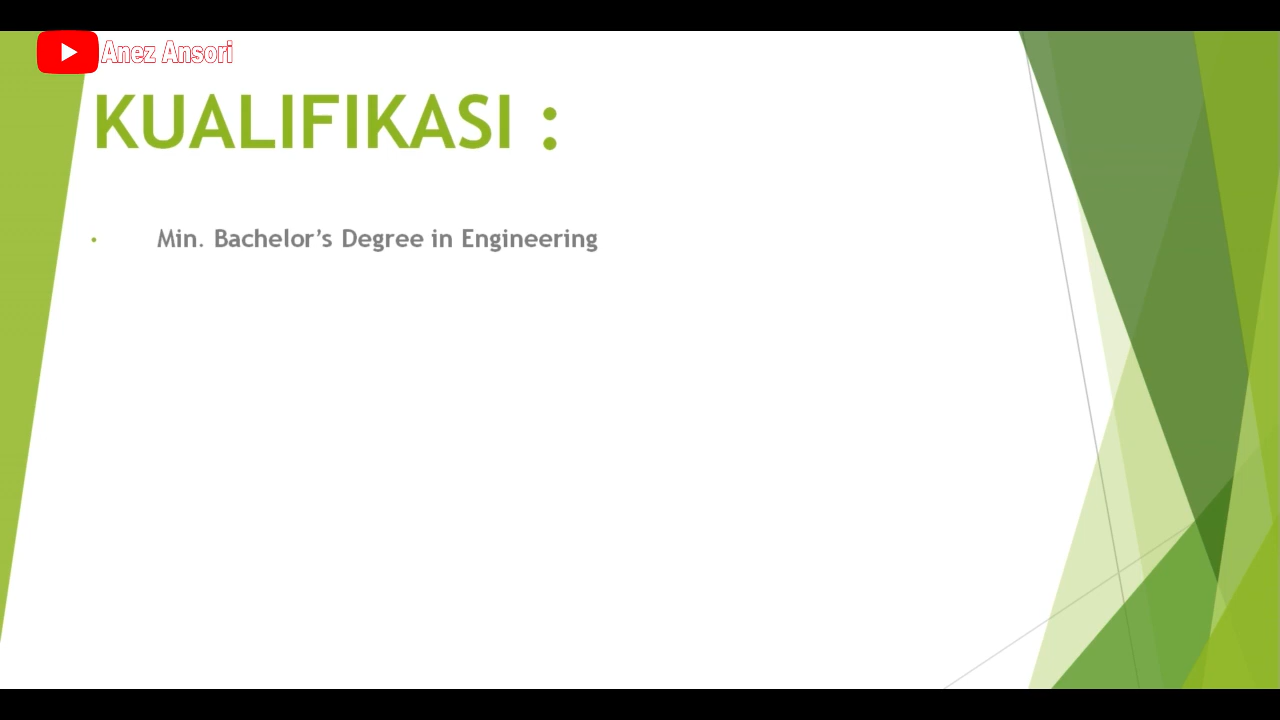 Anez Ansori
KUALIFIKASI :
• Min. Bachelor’s Degree in Engineering